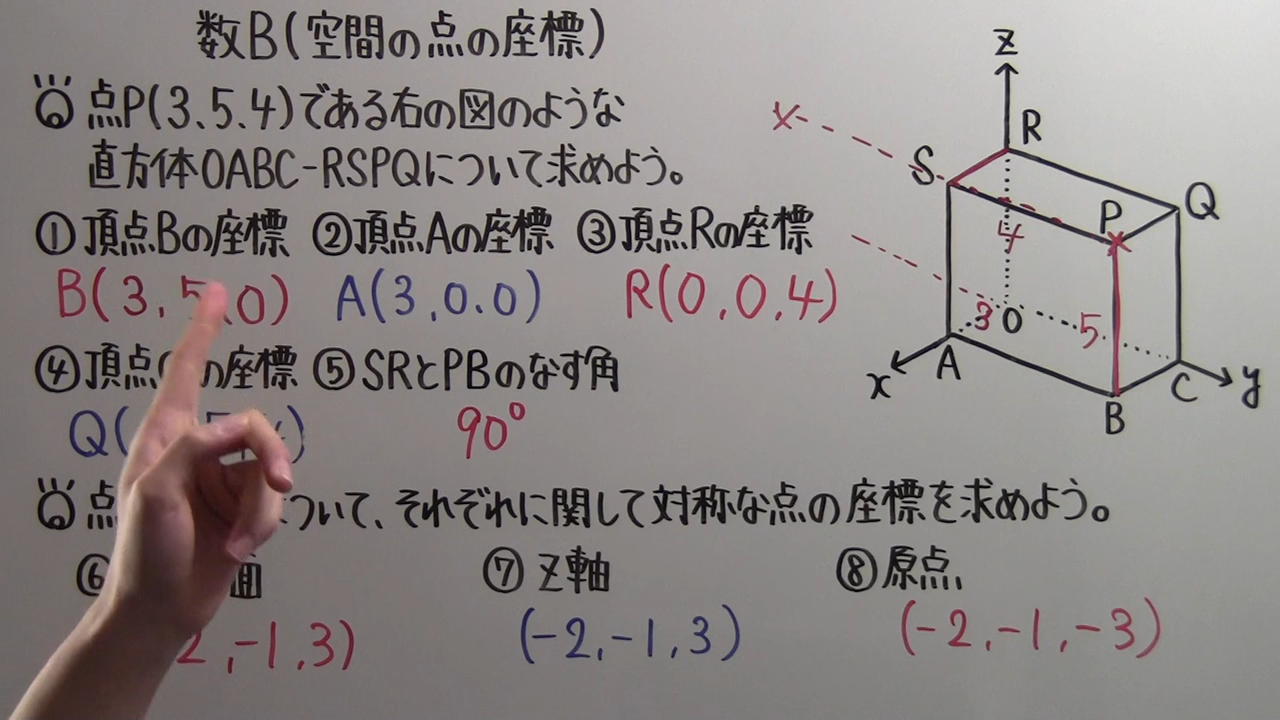 数B(空間の点の座標)
点P(3.5.4)である右の図のような
直方体OABC-RSPQについて求めよう。
①頂点Bの座標 ②頂点Aの座標 ③頂点Rの座標
B(3,5,0) A(3,0.0) R(0,0,4)
④頂点 の座標 ⑤SRとPBのなす角
Q( 90°
点 ついて、それぞれに関して対称な点の座標を求めよう。
⑥ 面 ⑦ Z軸 ⑧原点
2,-1,3) (-2,-1,3) (-2,-1,-3)
z
R
x
S
Q
P
x
4
3
O
5
A
x
C
y
B